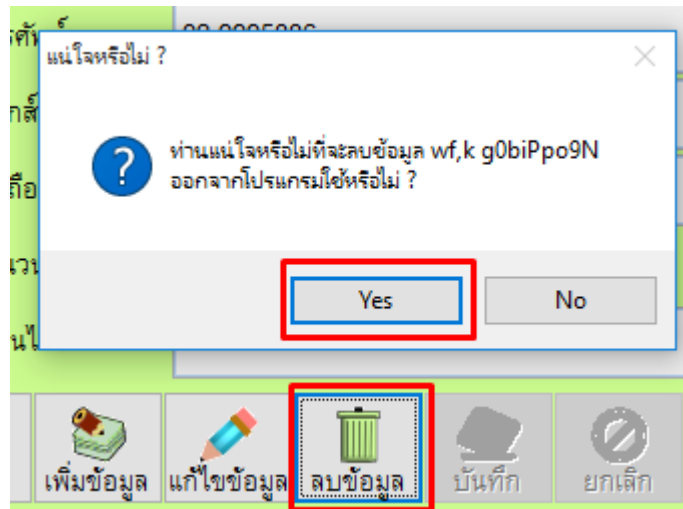 แน่ใจหรือไม่ ?
ท่านแน่ใจหรือไม่ที่จะลบข้อมูล wf,k g0biPpo9N
ออกจากโปรแกรมใช้หรือไม่ ?
Yes
No
เพิ่มข้อมูล
แก้ไขข้อมูล
ลบข้อมูล
บันทึก
ยกเลิก